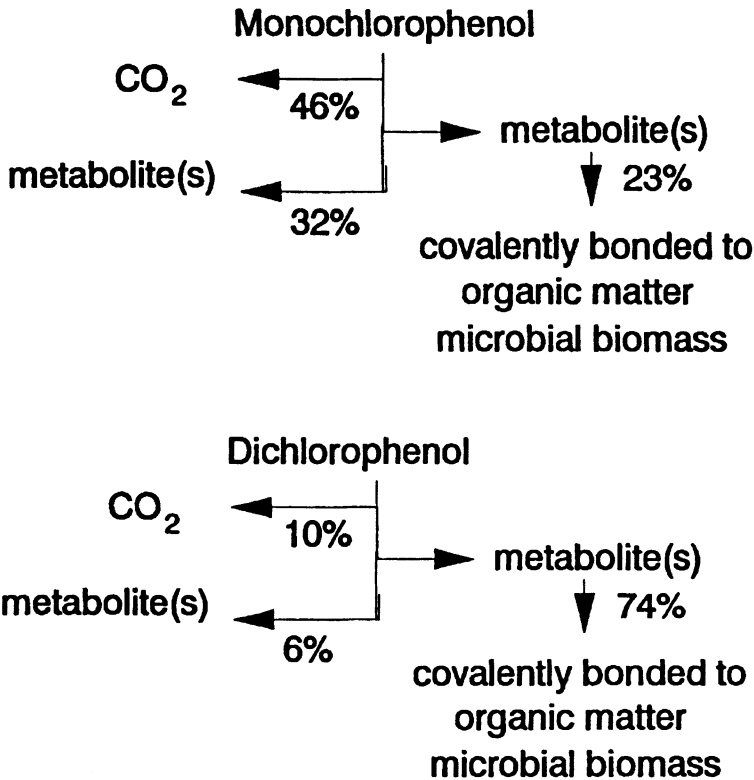 Monochlorophenol
CO2
46%
metabolite(s)
metabolite(s)
32%
23%
covalently bonded to
organic matter
microbial biomass
Dichlorophenol
CO2
10%
metabolite(s)
metabolite(s)
6%
74%
covalently bonded to
organic matter
microbial biomass